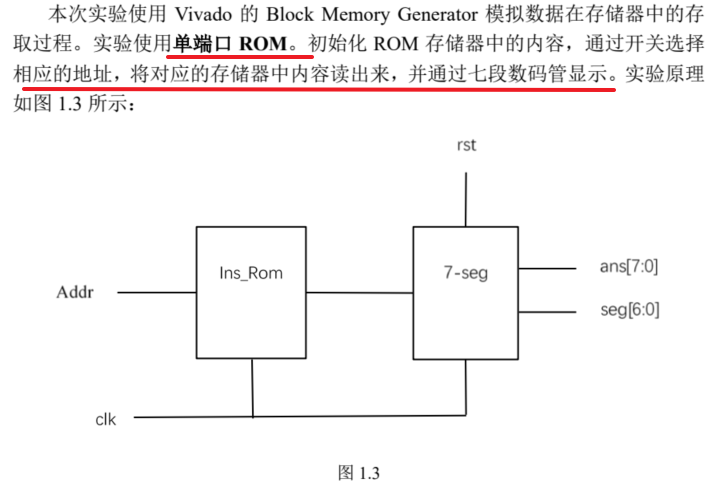 本次实验使用 Vivado 的 Block Memory Generator 模拟数据在存储器中的存
取过程。实验使用单端口 ROM。初始化 ROM 存储器中的内容，通过开关选择
相应的地址，将对应的存储器中内容读出来，并通过七段数码管显示。实验原理
如图 1.3 所示：
rst
Ins_Rom
7-seg
ans[7:0]
Addr
seg[6:0]
clk
图 1.3